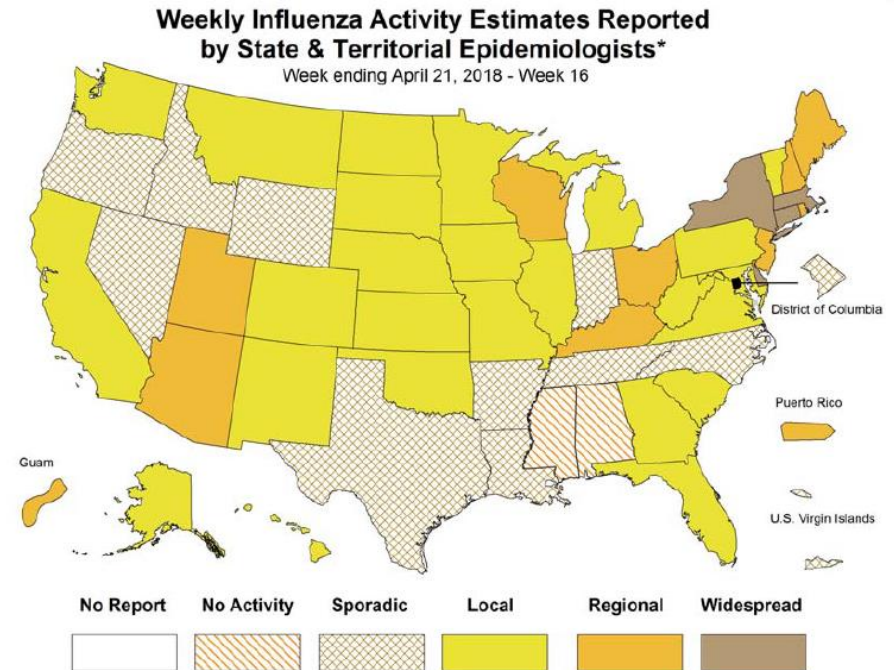 Weekly Influenza Activity Estimates Reported
by State & Territorial Epidemiologists*
Week ending April 21, 2018 - Week 16
District of Columbia
Puerto Rico
Guam
U.S. Virgin Islands
No Report No Activity Sporadic Local Regional Widespread